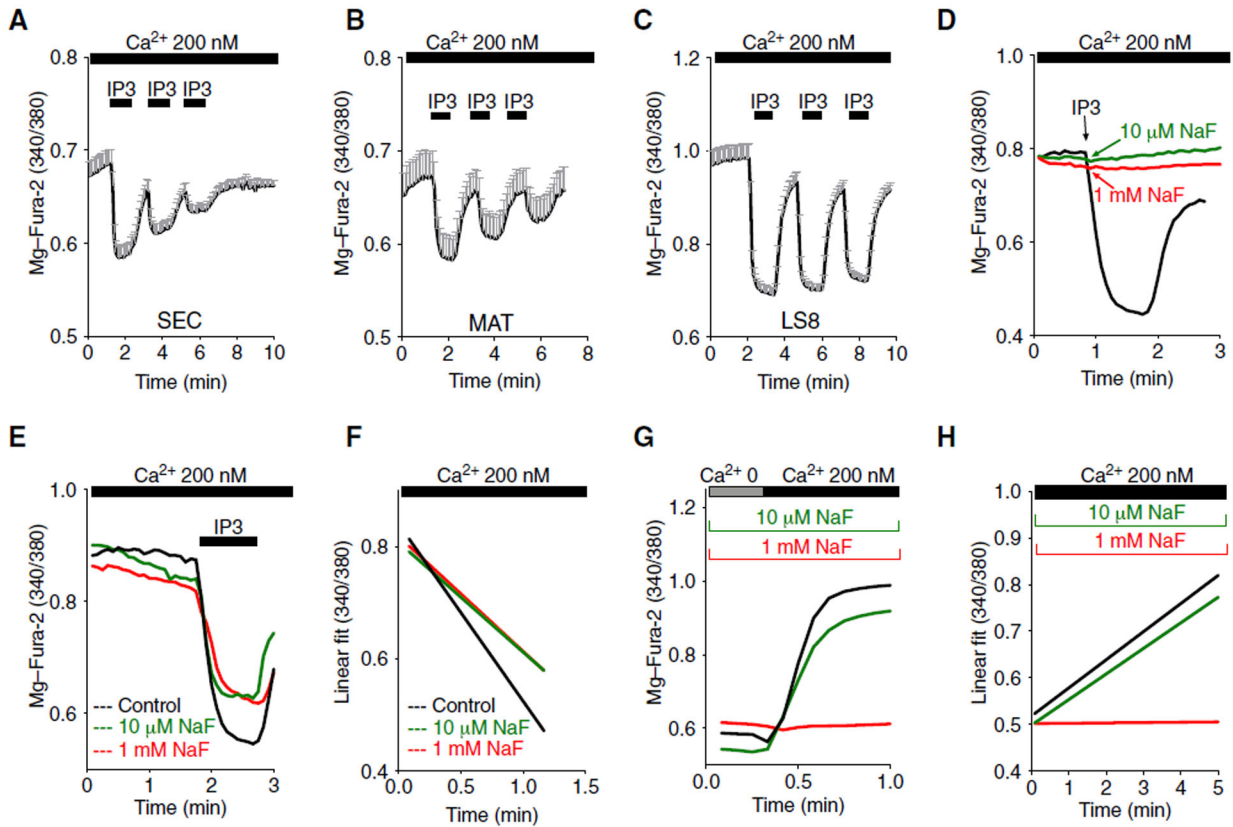 A
Ca²⁺ 200 nM
IP3 IP3 IP3
Mg–Fura-2 (340/380)
0.8
0.7
0.6
0.5
SEC
0 2 4 6 8 10
Time (min)
B
Ca²⁺ 200 nM
IP3 IP3 IP3
Mg–Fura-2 (340/380)
0.8
0.7
0.6
0.5
MAT
0 2 4 6 8
Time (min)
C
Ca²⁺ 200 nM
IP3 IP3 IP3
Mg–Fura-2 (340/380)
1.2
1.0
0.8
0.6
LS8
0 2 4 6 8 10
Time (min)
D
Ca²⁺ 200 nM
IP3
10 μM NaF
1 mM NaF
Mg–Fura-2 (340/380)
1.0
0.8
0.6
0.4
0 1 2 3
Time (min)
E
Ca²⁺ 200 nM
IP3
Mg–Fura-2 (340/380)
1.0
0.8
0.6
Control
10 μM NaF
1 mM NaF
0 1 2 3
Time (min)
F
Ca²⁺ 200 nM
Linear fit (340/380)
0.8
0.6
0.4
Control
10 μM NaF
1 mM NaF
0.0 0.5 1.0 1.5
Time (min)
G
Ca²⁺ 0 Ca²⁺ 200 nM
10 μM NaF
1 mM NaF
Mg–Fura-2 (340/380)
1.2
1.0
0.8
0.6
0.0 0.5 1.0
Time (min)
H
Ca²⁺ 200 nM
10 μM NaF
1 mM NaF
Linear fit (340/380)
1.0
0.9
0.8
0.7
0.6
0.5
0.4
0 1 2 3 4 5
Time (min)